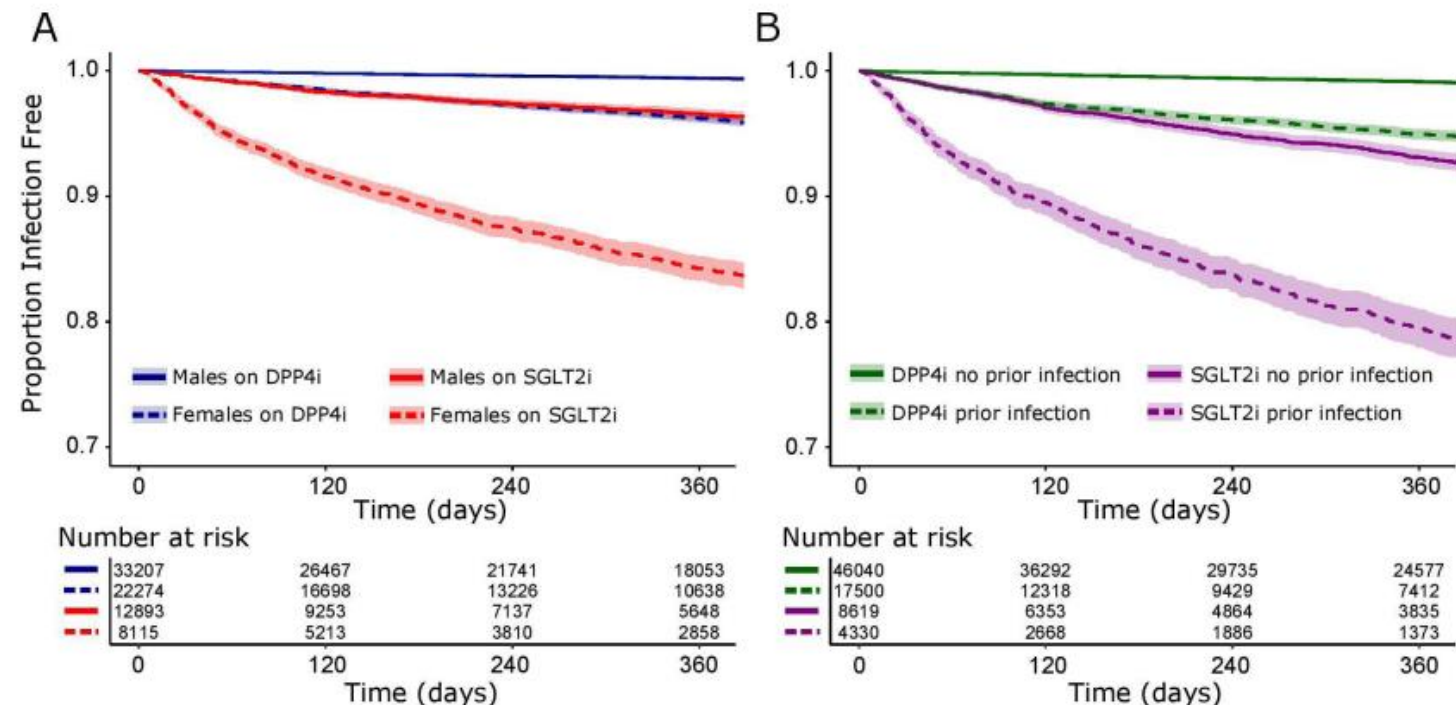 A
B
Proportion Infection Free
1.0
0.9
0.8
0.7
Males on DPP4i
Males on SGLT2i
Females on DPP4i
Females on SGLT2i
0 120 240 360
Time (days)
1.0
0.9
0.8
0.7
DPP4i no prior infection
SGLT2i no prior infection
DPP4i prior infection
SGLT2i prior infection
0 120 240 360
Time (days)
Number at risk
33207 26467 21741 18053
22274 16698 13226 10638
12893 9253 7137 5648
8115 5213 3810 2858
0 120 240 360
Time (days)
Number at risk
46040 36292 29735 24577
17500 12318 9429 7412
8619 6353 4864 3835
4330 2668 1886 1373
0 120 240 360
Time (days)